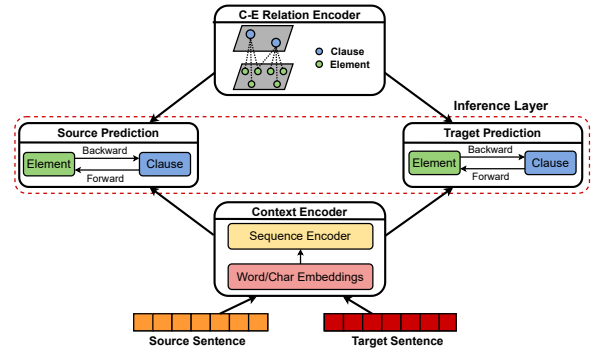 C-E Relation Encoder
Clause
Element
Inference Layer
Source Prediction
Backward
Element
Clause
Forward
Traget Prediction
Backward
Element
Clause
Forward
Context Encoder
Sequence Encoder
Word/Char Embeddings
Source Sentence
Target Sentence